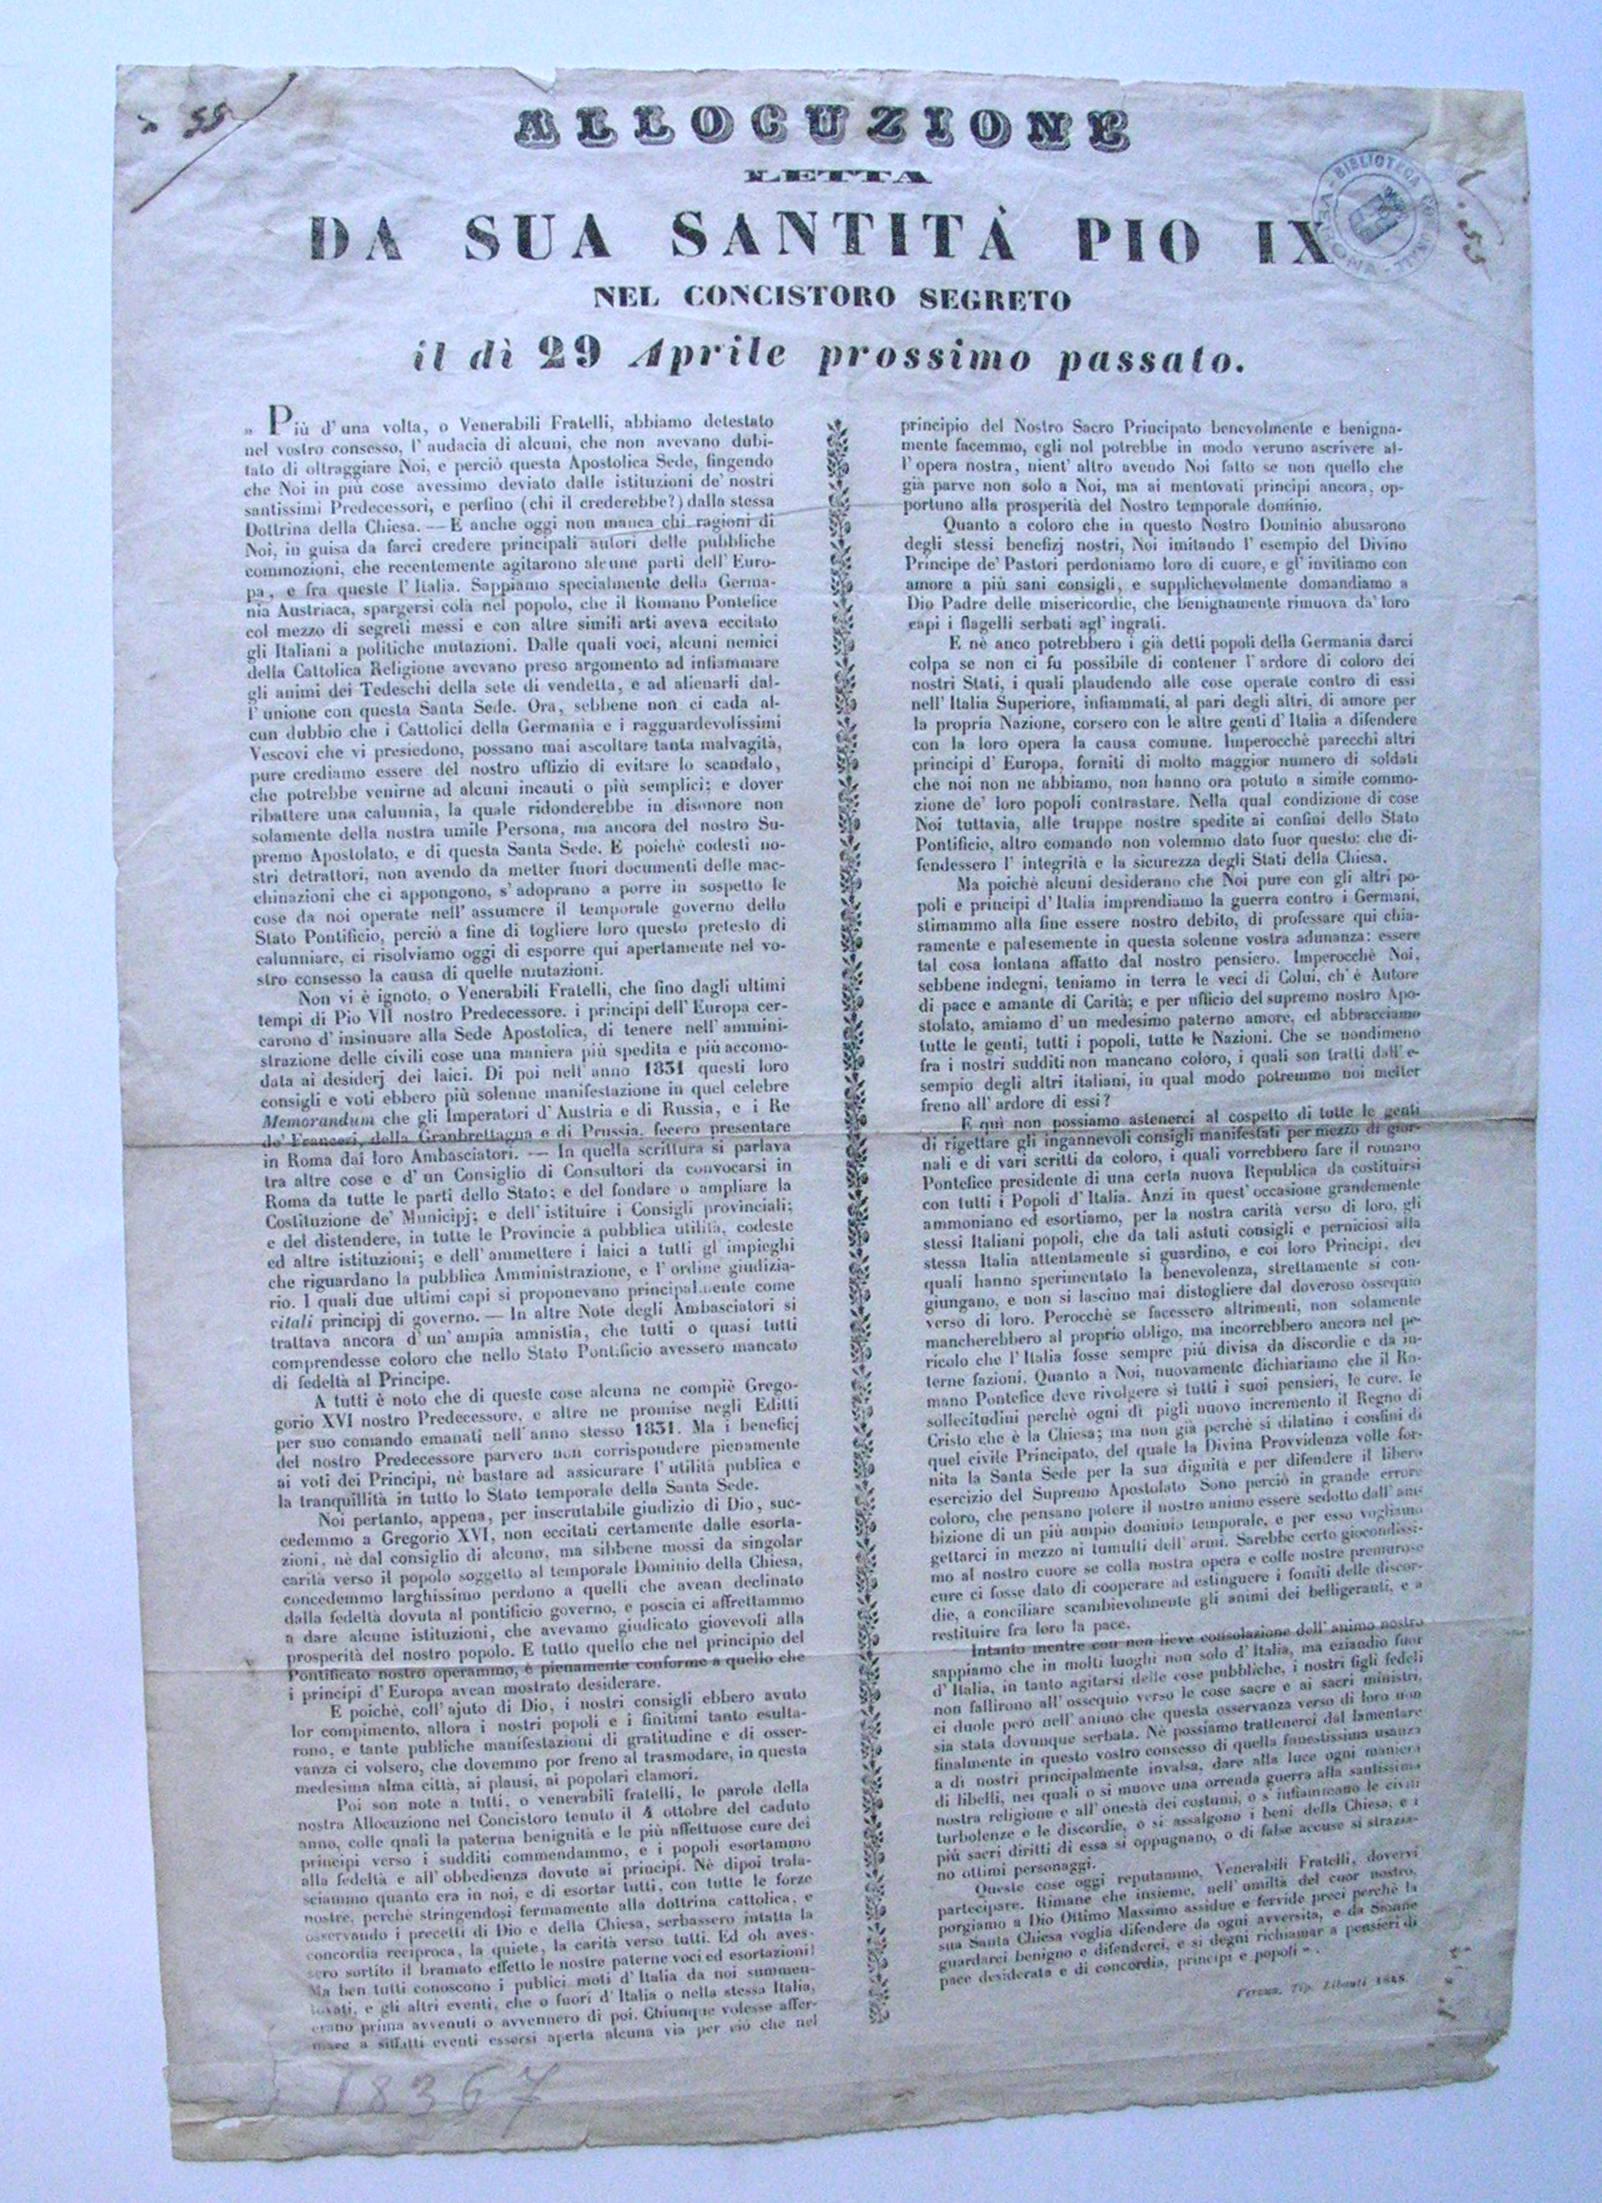 55
ALLOCUZIONE
LETTA
DA SUA SANTITÀ PIO IX
NEL CONCISTORO SEGRETO
il dì 29 Aprile prossimo passato.
BIBLIOTECA
VERONA
„ Più d'una volta, o Venerabili Fratelli, abbiamo detestato
nel vostro consesso, l'audacia di alcuni, che non avevano dubi-
tato di oltraggiare Noi, e perciò questa Apostolica Sede, fingendo
che Noi in più cose avessimo deviato dalle istituzioni de' nostri
santissimi Predecessori, e perfino (chi il crederebbe?) dalla stessa
Dottrina della Chiesa. — E anche oggi non manca chi ragioni di
Noi, in guisa da farci credere principali autori delle pubbliche
commozioni, che recentemente agitarono alcune parti dell'Euro-
pa, e fra queste l'Italia. Sappiamo specialmente della Germa-
nia Austriaca, spargersi colà nel popolo, che il Romano Pontefice
col mezzo di segreti messi e con altre simili arti aveva eccitato
gli Italiani a politiche mutazioni. Dalle quali voci, alcuni nemici
della Cattolica Religione avevano preso argomento ad infiammare
gli animi dei Tedeschi della sete di vendetta, e ad alienarli dal-
l'unione con questa Santa Sede. Ora, sebbene non ci cada al-
cun dubbio che i Cattolici della Germania e i ragguardevolissimi
Vescovi che vi presiedono, possano mai ascoltare tanta malvagità,
pure crediamo essere del nostro uffizio di evitare lo scandalo,
che potrebbe venirne ad alcuni incauti o più semplici; e dover
ribattere una calunnia, la quale ridonderebbe in disonore non
solamente della nostra umile Persona, ma ancora del nostro Su-
premo Apostolato, e di questa Santa Sede. E poichè codesti no-
stri detrattori, non avendo da metter fuori documenti delle mac-
chinazioni che ci appongono, s'adoprano a porre in sospetto le
cose da noi operate nell'assumere il temporale governo dello
Stato Pontificio, perciò a fine di togliere loro questo pretesto di
calunniare, ci risolviamo oggi di esporre qui apertamente nel vo-
stro consesso la causa di quelle mutazioni.
Non vi è ignoto, o Venerabili Fratelli, che fino dagli ultimi
tempi di Pio VII nostro Predecessore, i principi dell'Europa cer-
carono d'insinuare alla Sede Apostolica, di tenere nell'ammini-
strazione delle civili cose una maniera più spedita e più accomo-
data ai desiderj dei laici. Di poi nell'anno 1831 questi loro
consigli e voti ebbero più solenne manifestazione in quel celebre
Memorandum che gli Imperatori d'Austria e di Russia, e i Re
de' Francesi, della Granbrettagna e di Prussia, fecero presentare
in Roma dai loro Ambasciatori. — In quella scrittura si parlava
tra altre cose e d'un Consiglio di Consultori da convocarsi in
Roma da tutte le parti dello Stato; e del fondare o ampliare la
Costituzione de' Municipj; e dell'istituire i Consigli provinciali;
e del distendere, in tutte le Provincie a pubblica utilità, codeste
ed altre istituzioni; e dell'ammettere i laici a tutti gl'impieghi
che riguardano la pubblica Amministrazione, e l'ordine giudizia-
rio. I quali due ultimi capi si proponevano principalmente come
vitali principj di governo. — In altre Note degli Ambasciatori si
trattava ancora d'un'ampia amnistia, che tutti o quasi tutti
comprendesse coloro che nello Stato Pontificio avessero mancato
di fedeltà al Principe.
A tutti è noto che di queste cose alcuna ne compiè Grego-
gorio XVI nostro Predecessore, e altre ne promise negli Editti
per suo comando emanati nell'anno stesso 1831. Ma i beneficj
del nostro Predecessore parvero non corrispondere pienamente
ai voti dei Principi, nè bastare ad assicurare l'utilità publica e
la tranquillità in tutto lo Stato temporale della Santa Sede.
Noi pertanto, appena, per inscrutabile giudizio di Dio, suc-
cedemmo a Gregorio XVI, non eccitati certamente dalle esorta-
zioni, nè dal consiglio di alcuno, ma sibbene mossi da singolar
carità verso il popolo soggetto al temporale Dominio della Chiesa,
concedemmo larghissimo perdono a quelli che avean declinato
dalla fedeltà dovuta al pontificio governo, e poscia ci affrettammo
a dare alcune istituzioni, che avevamo giudicato giovevoli alla
prosperità del nostro popolo. E tutto quello che nel principio del
Pontificato nostro operammo, è pienamente conforme a quello che
i principi d'Europa avean mostrato desiderare.
E poichè, coll'ajuto di Dio, i nostri consigli ebbero avuto
lor compimento, allora i nostri popoli e i finitimi tanto esulta-
rono, e tante publiche manifestazioni di gratitudine e di osser-
vanza ci volsero, che dovemmo por freno al trasmodare, in questa
medesima alma città, ai plausi, ai popolari clamori.
Poi son note a tutti, o venerabili fratelli, le parole della
nostra Allocuzione nel Concistoro tenuto il 4 ottobre del caduto
anno, colle quali la paterna benignità e le più affettuose cure dei
principi verso i sudditi commendammo, e i popoli esortammo
alla fedeltà e all'obbedienza dovute ai principi. Nè dipoi trala-
sciammo quanto era in noi, e di esortar tutti, con tutte le forze
nostre, perchè stringendosi fermamente alla dottrina cattolica, e
osservando i precetti di Dio e della Chiesa, serbassero intatta la
concordia reciproca, la quiete, la carità verso tutti. Ed oh aves-
sero sortito il bramato effetto le nostre paterne voci ed esortazioni!
Ma ben tutti conoscono i publici moti d'Italia da noi summen-
tovati, e gli altri eventi, che o fuori d'Italia o nella stessa Italia,
erano prima avvenuti o avvennero di poi. Chiunque volesse affer-
mare a siffatti eventi essersi aperta alcuna via per ciò che nel
principio del Nostro Sacro Principato benevolmente e benigna-
mente facemmo, egli nol potrebbe in modo veruno ascrivere al-
l'opera nostra, nient'altro avendo Noi fatto se non quello che
già parve non solo a Noi, ma ai mentovati principi ancora, op-
portuno alla prosperità del Nostro temporale dominio.
Quanto a coloro che in questo Nostro Dominio abusarono
degli stessi benefizj nostri, Noi imitando l'esempio del Divino
Principe de' Pastori perdoniamo loro di cuore, e gl'invitiamo con
amore a più sani consigli, e supplichevolmente domandiamo a
Dio Padre delle misericordie, che benignamente rimuova da' loro
capi i flagelli serbati agl'ingrati.
E nè anco potrebbero i già detti popoli della Germania darci
colpa se non ci fu possibile di contener l'ardore di coloro dei
nostri Stati, i quali plaudendo alle cose operate contro di essi
nell'Italia Superiore, infiammati, al pari degli altri, di amore per
la propria Nazione, corsero con le altre genti d'Italia a difendere
con la loro opera la causa comune. Imperocchè parecchi altri
principi d'Europa, forniti di molto maggior numero di soldati
che noi non ne abbiamo, non hanno ora potuto a simile commo-
zione de' loro popoli contrastare. Nella qual condizione di cose
Noi tuttavia, alle truppe nostre spedite ai confini dello Stato
Pontificio, altro comando non volemmo dato fuor questo: che di-
fendessero l'integrità e la sicurezza degli Stati della Chiesa.
Ma poichè alcuni desiderano che Noi pure con gli altri po-
poli e principi d'Italia imprendiamo la guerra contro i Germani,
stimammo alla fine essere nostro debito, di professare qui chia-
ramente e palesemente in questa solenne vostra adunanza: essere
tal cosa lontana affatto dal nostro pensiero. Imperocchè Noi,
sebbene indegni, teniamo in terra le veci di Colui, ch'è Autore
di pace e amante di Carità; e per ufficio del supremo nostro Apo-
stolato, amiamo d'un medesimo paterno amore, ed abbracciamo
tutte le genti, tutti i popoli, tutte le Nazioni. Che se nondimeno
fra i nostri sudditi non mancano coloro, i quali son tratti dall'e-
sempio degli altri italiani, in qual modo potremmo noi metter
freno all'ardore di essi?
E qui non possiamo astenerci al cospetto di tutte le genti
di rigettare gli ingannevoli consigli manifestati per mezzo di gior-
nali e di vari scritti da coloro, i quali vorrebbero fare il romano
Pontefice presidente di una certa nuova Republica da costituirsi
con tutti i Popoli d'Italia. Anzi in quest'occasione grandemente
ammoniano ed esortiamo, per la nostra carità verso di loro, gli
stessi Italiani popoli, che da tali astuti consigli e perniciosi alla
stessa Italia attentamente si guardino, e coi loro Principi, dei
quali hanno sperimentato la benevolenza, strettamente si con-
giungano, e non si lascino mai distogliere dal doveroso ossequio
verso di loro. Perocchè se facessero altrimenti, non solamente
mancherebbero al proprio obligo, ma incorrebbero ancora nel pe-
ricolo che l'Italia fosse sempre più divisa da discordie e da in-
terne fazioni. Quanto a Noi, nuovamente dichiariamo che il Ro-
mano Pontefice deve rivolgere sì tutti i suoi pensieri, le cure, le
sollecitudini perchè ogni dì pigli nuovo incremento il Regno di
Cristo che è la Chiesa; ma non già perchè si dilatino i confini di
quel civile Principato, del quale la Divina Provvidenza volle for-
nita la Santa Sede per la sua dignità e per difendere il libero
esercizio del Supremo Apostolato Sono perciò in grande errore
coloro, che pensano potere il nostro animo essere sedotto dall'am-
bizione di un più ampio dominio temporale, e per esso vogliamo
gettarci in mezzo ai tumulti dell'armi. Sarebbe certo giocondissi-
mo al nostro cuore se colla nostra opera e colle nostre premurose
cure ci fosse dato di cooperare ad estinguere i fomiti delle discor-
die, a conciliare scambievolmente gli animi dei belligeranti, e a
restituire fra loro la pace.
Intanto mentre con non lieve consolazione dell'animo nostro
sappiamo che in molti luoghi non solo d'Italia, ma eziandio fuor
d'Italia, in tanto agitarsi delle cose pubbliche, i nostri figli fedeli
non fallirono all'ossequio verso le cose sacre e ai sacri ministri,
ci duole però nell'animo che questa osservanza verso di loro non
sia stata dovunque serbata. Nè possiamo trattenerci dal lamentare
finalmente in questo vostro consesso di quella funestissima usanza
a dì nostri principalmente invalsa, dare alla luce ogni maniera
di libelli, nei quali o si muove una orrenda guerra alla santissima
nostra religione e all'onestà dei costumi, o s'infiammano le civili
turbolenze e le discordie, o si assalgono i beni della Chiesa, e i
più sacri diritti di essa si oppugnano, o di false accuse si strazia-
no ottimi personaggi.
Queste cose oggi reputammo, Venerabili Fratelli, dovervi
partecipare. Rimane che insieme, nell'umiltà del cuor nostro,
porgiamo a Dio Ottimo Massimo assidue e fervide preci perchè la
sua Santa Chiesa voglia difendere da ogni avversità, e da Sionne
guardarci benigno e difenderci, e si degni richiamar a pensieri di
pace desiderata e di concordia, principi e popoli „.
Verona. Tip. Libanti 1848.
18367